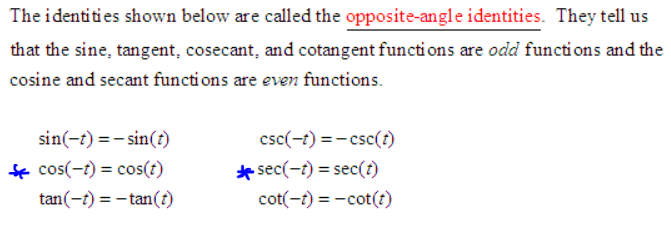 The identities shown below are called the opposite-angle identities. They tell us
that the sine, tangent, cosecant, and cotangent functions are odd functions and the
cosine and secant functions are even functions.
sin(−t) = − sin(t) csc(−t) = − csc(t)
* cos(−t) = cos(t) * sec(−t) = sec(t)
tan(−t) = − tan(t) cot(−t) = −cot(t)